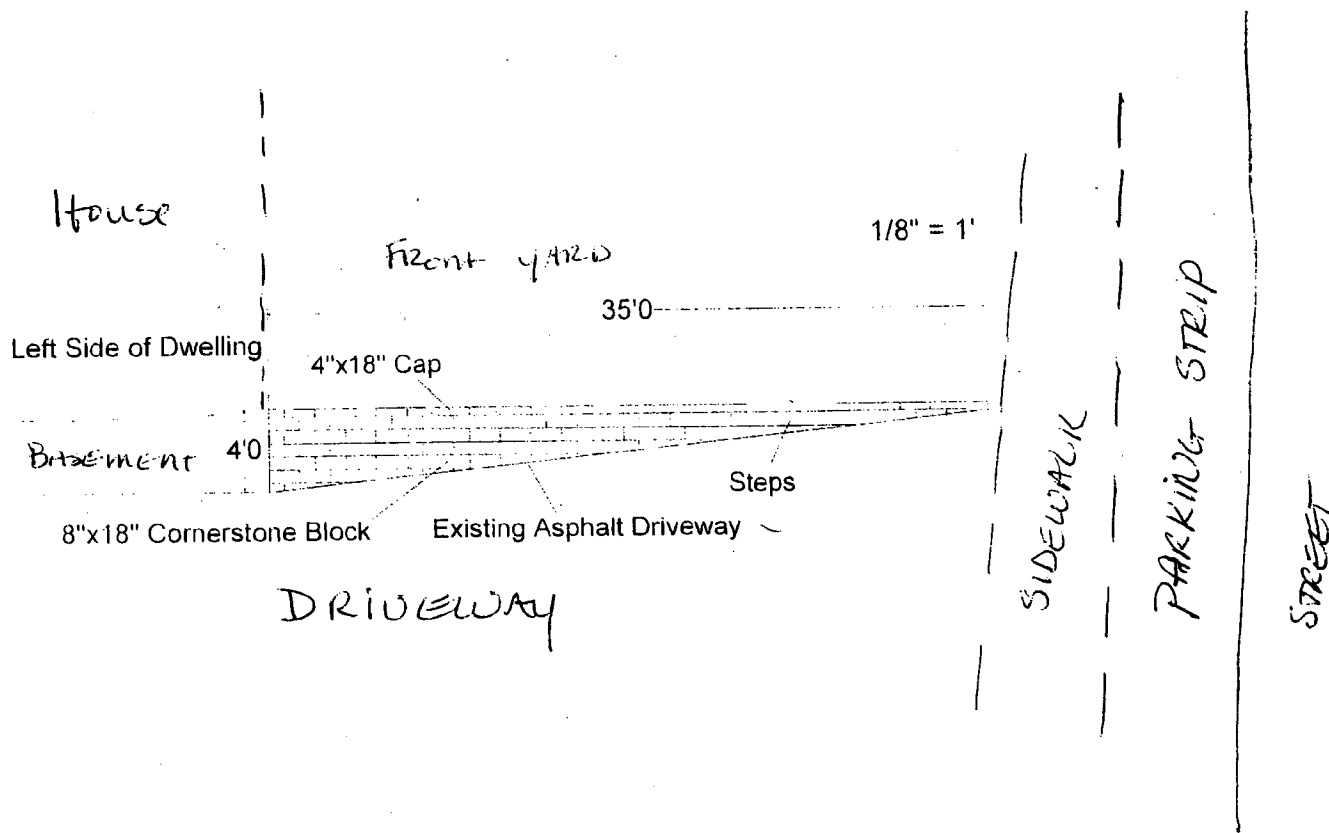 House
Front YARD
1/8" = 1'
35'0
Left Side of Dwelling
4"x18" Cap
BASEMENT
4'0
Steps
8"x18" Cornerstone Block
Existing Asphalt Driveway
DRIVEWAY
SIDEWALK
PARKING STRIP
STREET